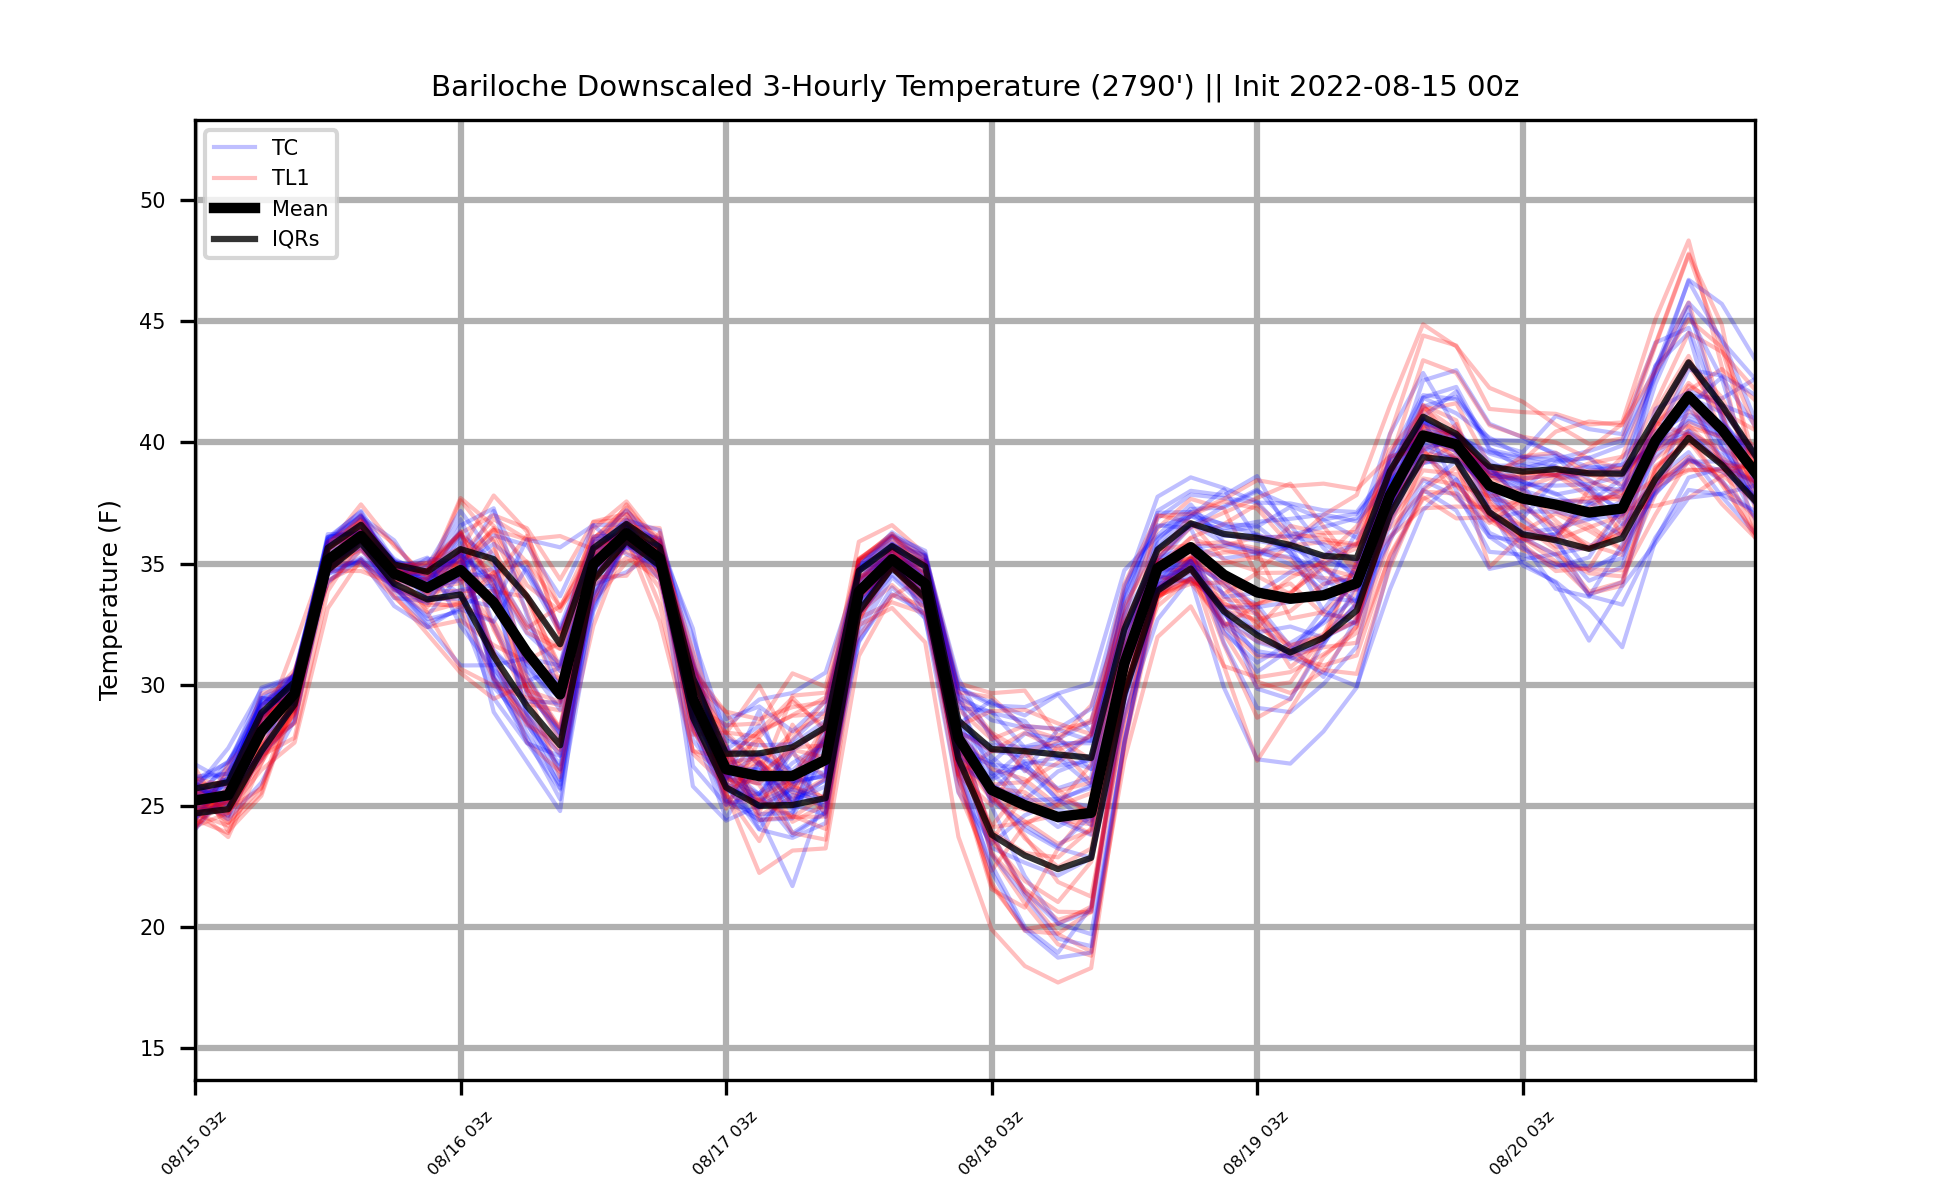 Bariloche Downscaled 3-Hourly Temperature (2790') || Init 2022-08-15 00z
TC
TL1
Mean
IQRs
Temperature (F)
50
45
40
35
30
25
20
15
08/15 03z
08/16 03z
08/17 03z
08/18 03z
08/19 03z
08/20 03z